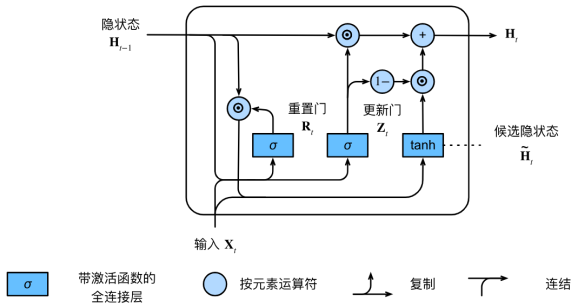 隐状态
H_{t−1}
H_t
1−
重置门
R_t
更新门
Z_t
候选隐状态
H̃_t
σ
σ
tanh
输入 X_t
σ
带激活函数的
全连接层
按元素运算符
复制
连结